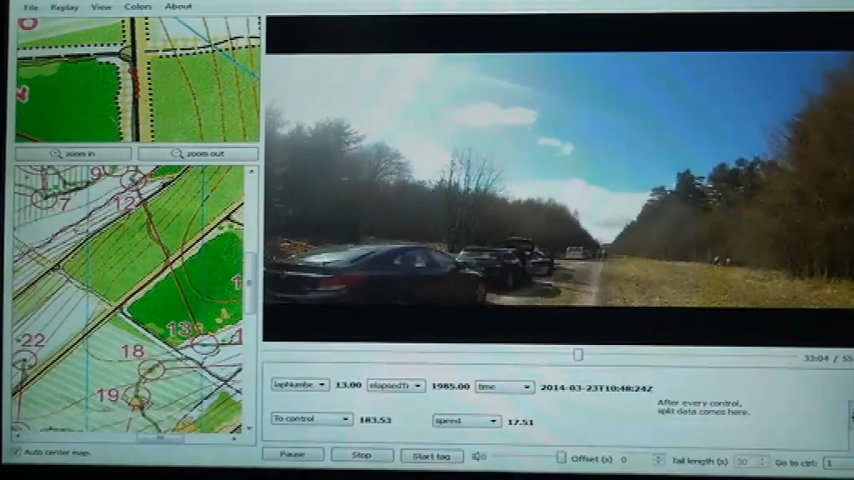 File Replay View Colors About
zoom in zoom out
9
7
12
13
22
18
19
33:04 / 55
13.00 elapsedTi 1985.00 time 2014-03-23T10:48:24Z
After every control,
split data comes here.
To control 183.53 speed 17.51
Pause Stop Start tag Offset (s) 0 Tail length (s) 30 Go to ctrl: 1
Auto center map.